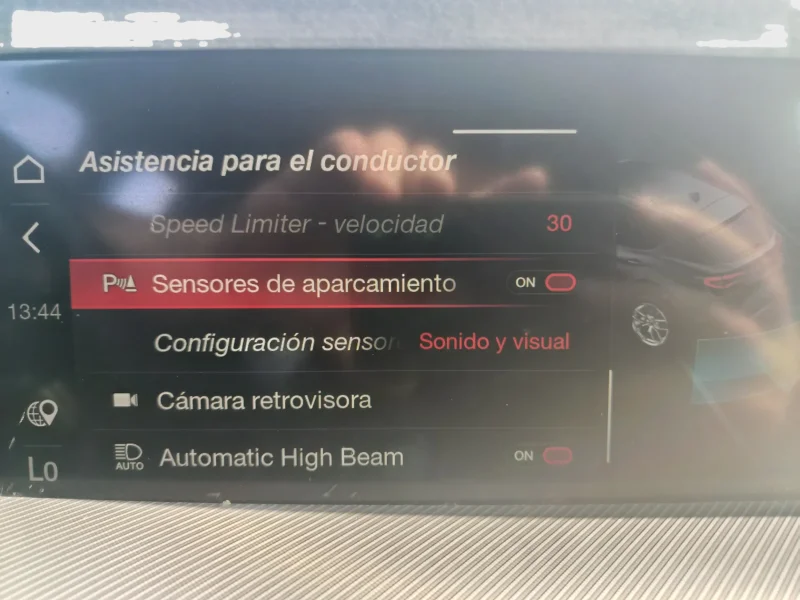 Asistencia para el conductor
Speed Limiter - velocidad 30
P Sensores de aparcamiento ON
13:44
Configuración sensor Sonido y visual
Cámara retrovisora
AUTO Automatic High Beam ON
Lo